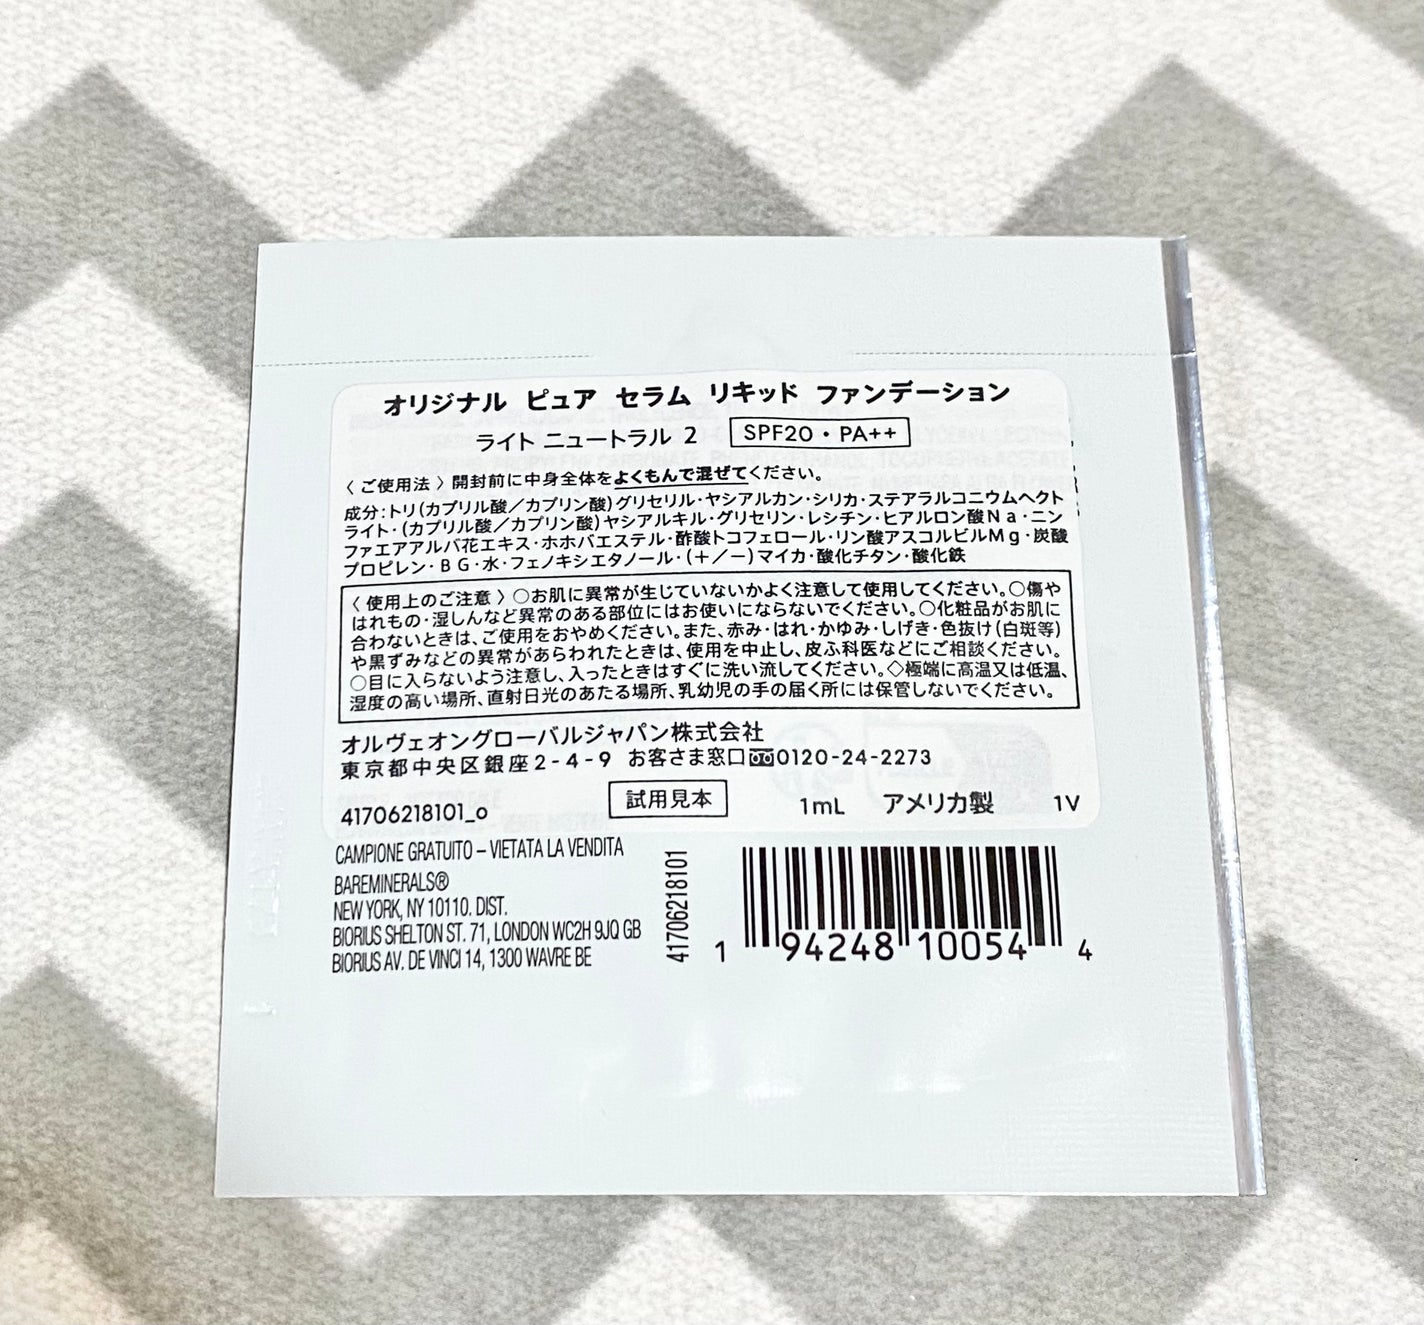 オリジナル ピュア セラム リキッド ファンデーション
ライト ニュートラル 2 SPF20・PA++
〈 ご使用法 〉開封前に中身全体をよくもんで混ぜてください。
成分：トリ(カプリル酸／カプリン酸)グリセリル・ヤシアルカン・シリカ・ステアラルコニウムヘクト
ライト・(カプリル酸／カプリン酸)ヤシアルキル・グリセリン・レシチン・ヒアルロン酸Na・ニン
ファエアアルバ花エキス・ホホバエステル・酢酸トコフェロール・リン酸アスコルビルMg・炭酸
プロピレン・BG・水・フェノキシエタノール・(＋／－)マイカ・酸化チタン・酸化鉄
〈 使用上のご注意 〉○お肌に異常が生じていないかよく注意して使用してください。○傷や
はれもの・湿しんなど異常のある部位にはお使いにならないでください。○化粧品がお肌に
合わないときは、ご使用をおやめください。また、赤み・はれ・かゆみ・しげき・色抜け(白斑等)
や黒ずみなどの異常があらわれたときは、使用を中止し、皮ふ科医などにご相談ください。
○目に入らないよう注意し、入ったときはすぐに洗い流してください。◇極端に高温又は低温、
湿度の高い場所、直射日光のあたる場所、乳幼児の手の届く所には保管しないでください。
オルヴェオングローバルジャパン株式会社
東京都中央区銀座2-4-9 お客さま窓口0120-24-2273
41706218101_o 試用見本 1mL アメリカ製 1V
CAMPIONE GRATUITO – VIETATA LA VENDITA
BAREMINERALS®
NEW YORK, NY 10110. DIST.
BIORIUS SHELTON ST. 71, LONDON WC2H 9JQ GB
BIORIUS AV. DE VINCI 14, 1300 WAVRE BE
41706218101
1 94248 10054 4